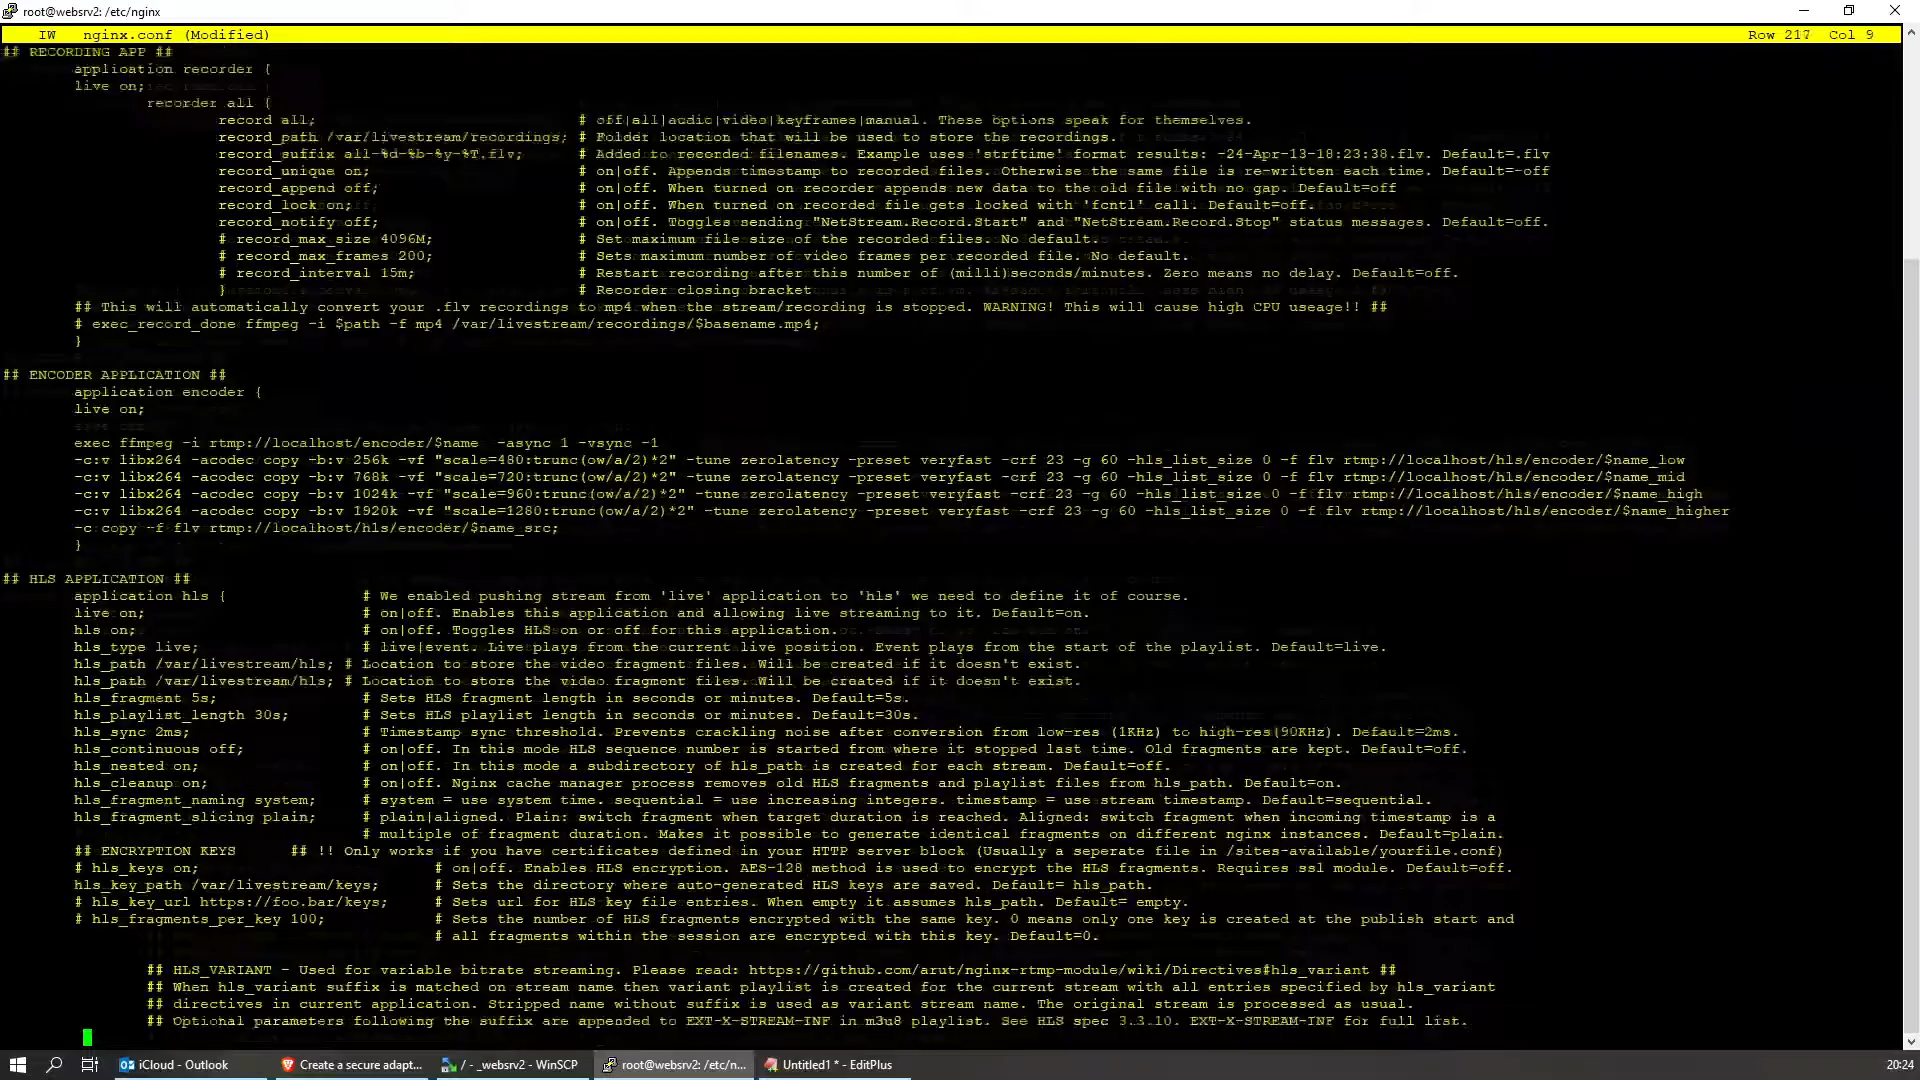 root@websrv2: /etc/nginx
IW nginx.conf (Modified) Row 217 Col 9
## RECORDING APP ##
application recorder {
live on;
recorder all {
record all; # off|all|audio|video|keyframes|manual. These options speak for themselves.
record_path /var/livestream/recordings; # Folder location that will be used to store the recordings.
record_suffix all-%d-%b-%y-%T.flv; # Added to recorded filenames. Example uses 'strftime' format results: -24-Apr-13-18:23:38.flv. Default=.flv
record_unique on; # on|off. Appends timestamp to recorded files. Otherwise the same file is re-written each time. Default=-off
record_append off; # on|off. When turned on recorder appends new data to the old file with no gap. Default=off
record_lock on; # on|off. When turned on recorded file gets locked with 'fcntl' call. Default=off.
record_notify off; # on|off. Toggles sending "NetStream.Record.Start" and "NetStream.Record.Stop" status messages. Default=off.
# record_max_size 4096M; # Set maximum file size of the recorded files. No default.
# record_max_frames 200; # Sets maximum number of video frames per recorded file. No default.
# record_interval 15m; # Restart recording after this number of (milli)seconds/minutes. Zero means no delay. Default=off.
} # Recorder closing bracket
## This will automatically convert your .flv recordings to mp4 when the stream/recording is stopped. WARNING! This will cause high CPU useage!! ##
# exec_record_done ffmpeg -i $path -f mp4 /var/livestream/recordings/$basename.mp4;
}
## ENCODER APPLICATION ##
application encoder {
live on;
exec ffmpeg -i rtmp://localhost/encoder/$name -async 1 -vsync -1
-c:v libx264 -acodec copy -b:v 256k -vf "scale=480:trunc(ow/a/2)*2" -tune zerolatency -preset veryfast -crf 23 -g 60 -hls_list_size 0 -f flv rtmp://localhost/hls/encoder/$name_low
-c:v libx264 -acodec copy -b:v 768k -vf "scale=720:trunc(ow/a/2)*2" -tune zerolatency -preset veryfast -crf 23 -g 60 -hls_list_size 0 -f flv rtmp://localhost/hls/encoder/$name_mid
-c:v libx264 -acodec copy -b:v 1024k -vf "scale=960:trunc(ow/a/2)*2" -tune zerolatency -preset veryfast -crf 23 -g 60 -hls_list_size 0 -f flv rtmp://localhost/hls/encoder/$name_high
-c:v libx264 -acodec copy -b:v 1920k -vf "scale=1280:trunc(ow/a/2)*2" -tune zerolatency -preset veryfast -crf 23 -g 60 -hls_list_size 0 -f flv rtmp://localhost/hls/encoder/$name_higher
-c copy -f flv rtmp://localhost/hls/encoder/$name_src;
}
## HLS APPLICATION ##
application hls { # We enabled pushing stream from 'live' application to 'hls' we need to define it of course.
live on; # on|off. Enables this application and allowing live streaming to it. Default=on.
hls on; # on|off. Toggles HLS on or off for this application.
hls_type live; # live|event. Live plays from the current live position. Event plays from the start of the playlist. Default=live.
hls_path /var/livestream/hls; # Location to store the video fragment files. Will be created if it doesn't exist.
hls_path /var/livestream/hls; # Location to store the video fragment files. Will be created if it doesn't exist.
hls_fragment 5s; # Sets HLS fragment length in seconds or minutes. Default=5s.
hls_playlist_length 30s; # Sets HLS playlist length in seconds or minutes. Default=30s.
hls_sync 2ms; # Timestamp sync threshold. Prevents crackling noise after conversion from low-res (1KHz) to high-res(90KHz). Default=2ms.
hls_continuous off; # on|off. In this mode HLS sequence number is started from where it stopped last time. Old fragments are kept. Default=off.
hls_nested on; # on|off. In this mode a subdirectory of hls_path is created for each stream. Default=off.
hls_cleanup on; # on|off. Nginx cache manager process removes old HLS fragments and playlist files from hls_path. Default=on.
hls_fragment_naming system; # system = use system time. sequential = use increasing integers. timestamp = use stream timestamp. Default=sequential.
hls_fragment_slicing plain; # plain|aligned. Plain: switch fragment when target duration is reached. Aligned: switch fragment when incoming timestamp is a
# multiple of fragment duration. Makes it possible to generate identical fragments on different nginx instances. Default=plain.
## ENCRYPTION KEYS ## !! Only works if you have certificates defined in your HTTP server block (Usually a seperate file in /sites-available/yourfile.conf)
# hls_keys on; # on|off. Enables HLS encryption. AES-128 method is used to encrypt the HLS fragments. Requires ssl module. Default=off.
hls_key_path /var/livestream/keys; # Sets the directory where auto-generated HLS keys are saved. Default= hls_path.
# hls_key_url https://foo.bar/keys; # Sets url for HLS key file entries. When empty it assumes hls_path. Default= empty.
# hls_fragments_per_key 100; # Sets the number of HLS fragments encrypted with the same key. 0 means only one key is created at the publish start and
# all fragments within the session are encrypted with this key. Default=0.
## HLS_VARIANT - Used for variable bitrate streaming. Please read: https://github.com/arut/nginx-rtmp-module/wiki/Directives#hls_variant ##
## When hls_variant suffix is matched on stream name then variant playlist is created for the current stream with all entries specified by hls_variant
## directives in current application. Stripped name without suffix is used as variant stream name. The original stream is processed as usual.
## Optional parameters following the suffix are appended to EXT-X-STREAM-INF in m3u8 playlist. See HLS spec 3.3.10. EXT-X-STREAM-INF for full list.
iCloud - Outlook Create a secure adapt... / - _websrv2 - WinSCP root@websrv2: /etc/n... Untitled1 * - EditPlus 20:24